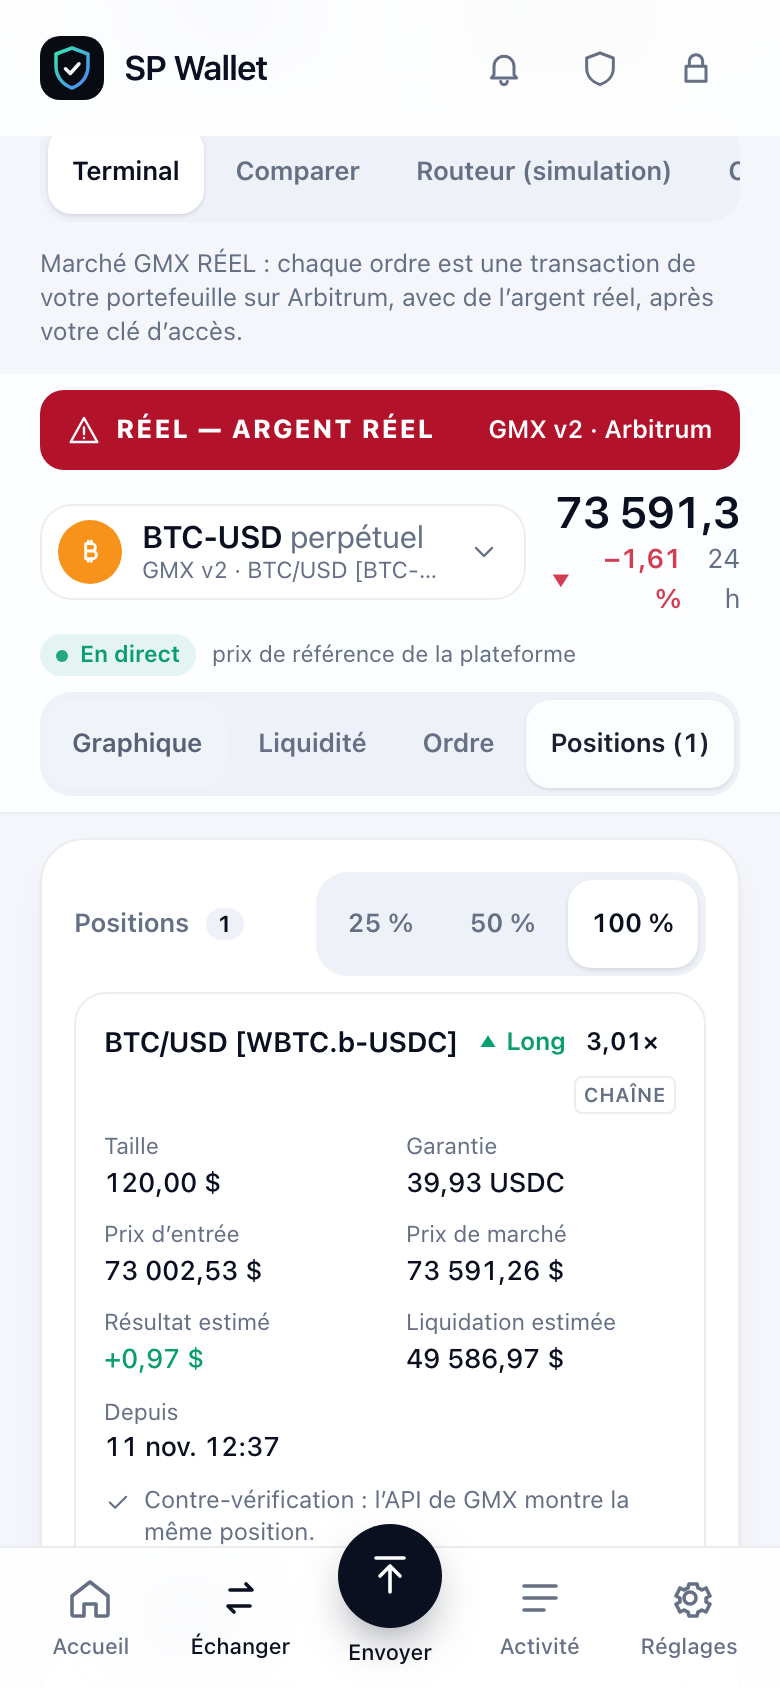 SP Wallet
Terminal
Comparer
Routeur (simulation)
Marché GMX RÉEL : chaque ordre est une transaction de
votre portefeuille sur Arbitrum, avec de l’argent réel, après
votre clé d’accès.
RÉEL — ARGENT RÉEL
GMX v2 · Arbitrum
BTC-USD perpétuel
GMX v2 · BTC/USD [BTC-...
73 591,3
▼ −1,61 % 24 h
En direct
prix de référence de la plateforme
Graphique
Liquidité
Ordre
Positions (1)
Positions 1
25 %
50 %
100 %
BTC/USD [WBTC.b-USDC] ▲ Long 3,01×
CHAÎNE
Taille
120,00 $
Garantie
39,93 USDC
Prix d’entrée
73 002,53 $
Prix de marché
73 591,26 $
Résultat estimé
+0,97 $
Liquidation estimée
49 586,97 $
Depuis
11 nov. 12:37
Contre-vérification : l’API de GMX montre la
même position.
Accueil
Échanger
Envoyer
Activité
Réglages